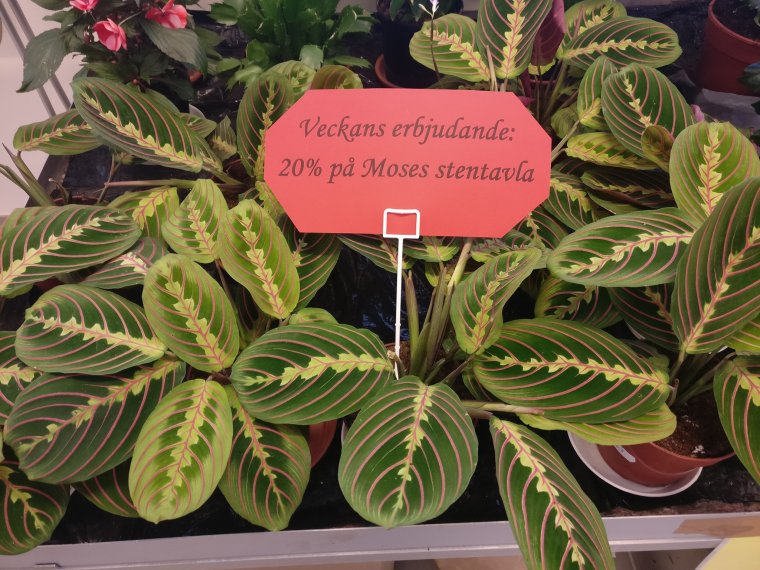 Veckans erbjudande:
20% på Moses stentavla